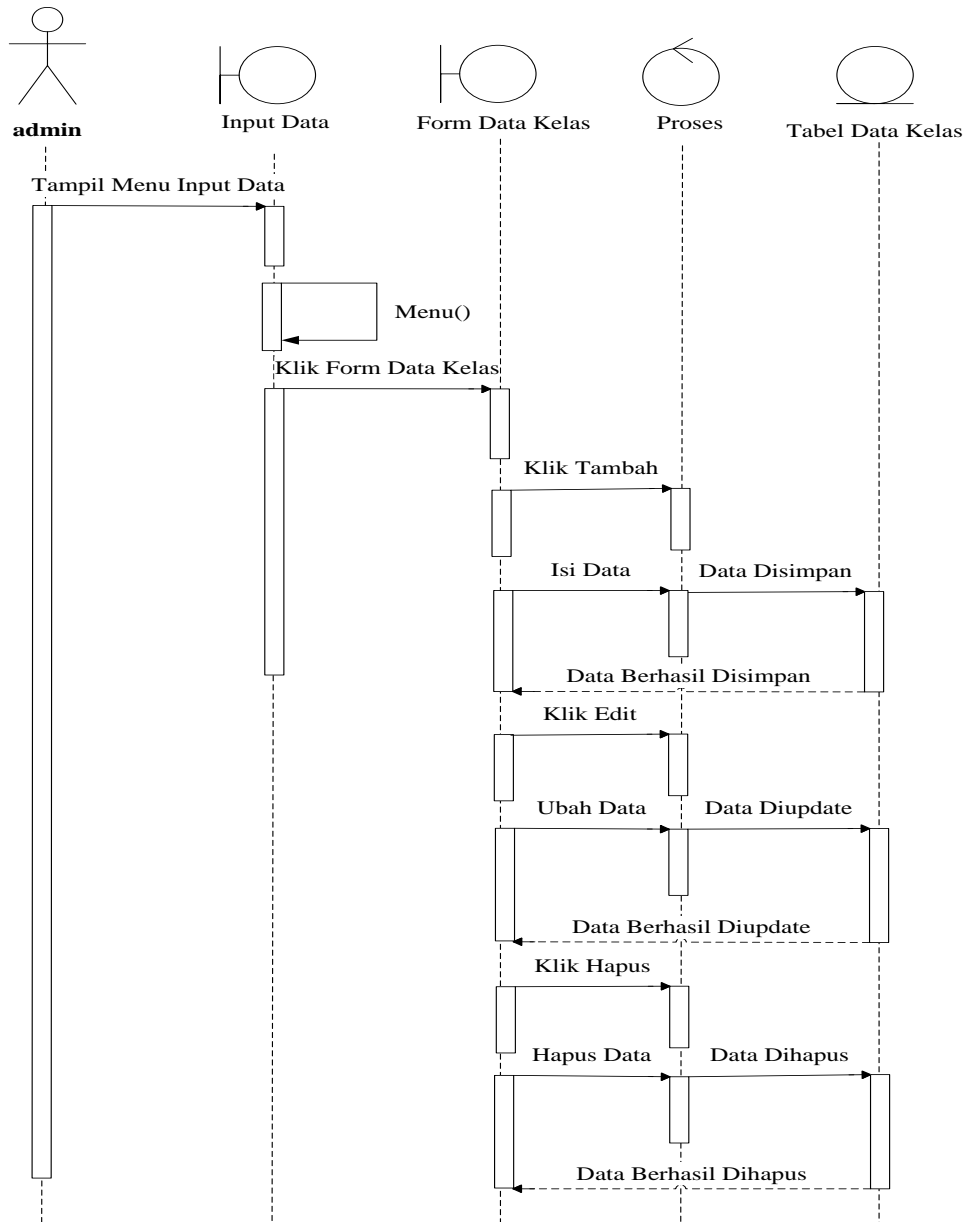 admin
Input Data
Form Data Kelas
Proses
Tabel Data Kelas
Tampil Menu Input Data
Menu()
Klik Form Data Kelas
Klik Tambah
Isi Data
Data Disimpan
Data Berhasil Disimpan
Klik Edit
Ubah Data
Data Diupdate
Data Berhasil Diupdate
Klik Hapus
Hapus Data
Data Dihapus
Data Berhasil Dihapus